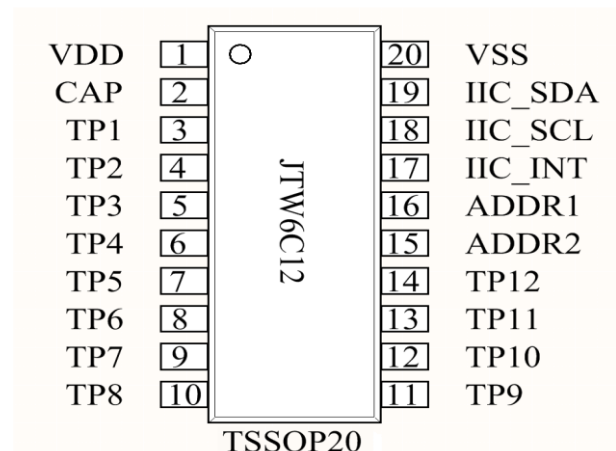 VDD 1 20 VSS
CAP 2 19 IIC_SDA
TP1 3 18 IIC_SCL
TP2 4 17 IIC_INT
TP3 5 16 ADDR1
TP4 6 15 ADDR2
TP5 7 14 TP12
TP6 8 13 TP11
TP7 9 12 TP10
TP8 10 11 TP9
JTW6C12
TSSOP20